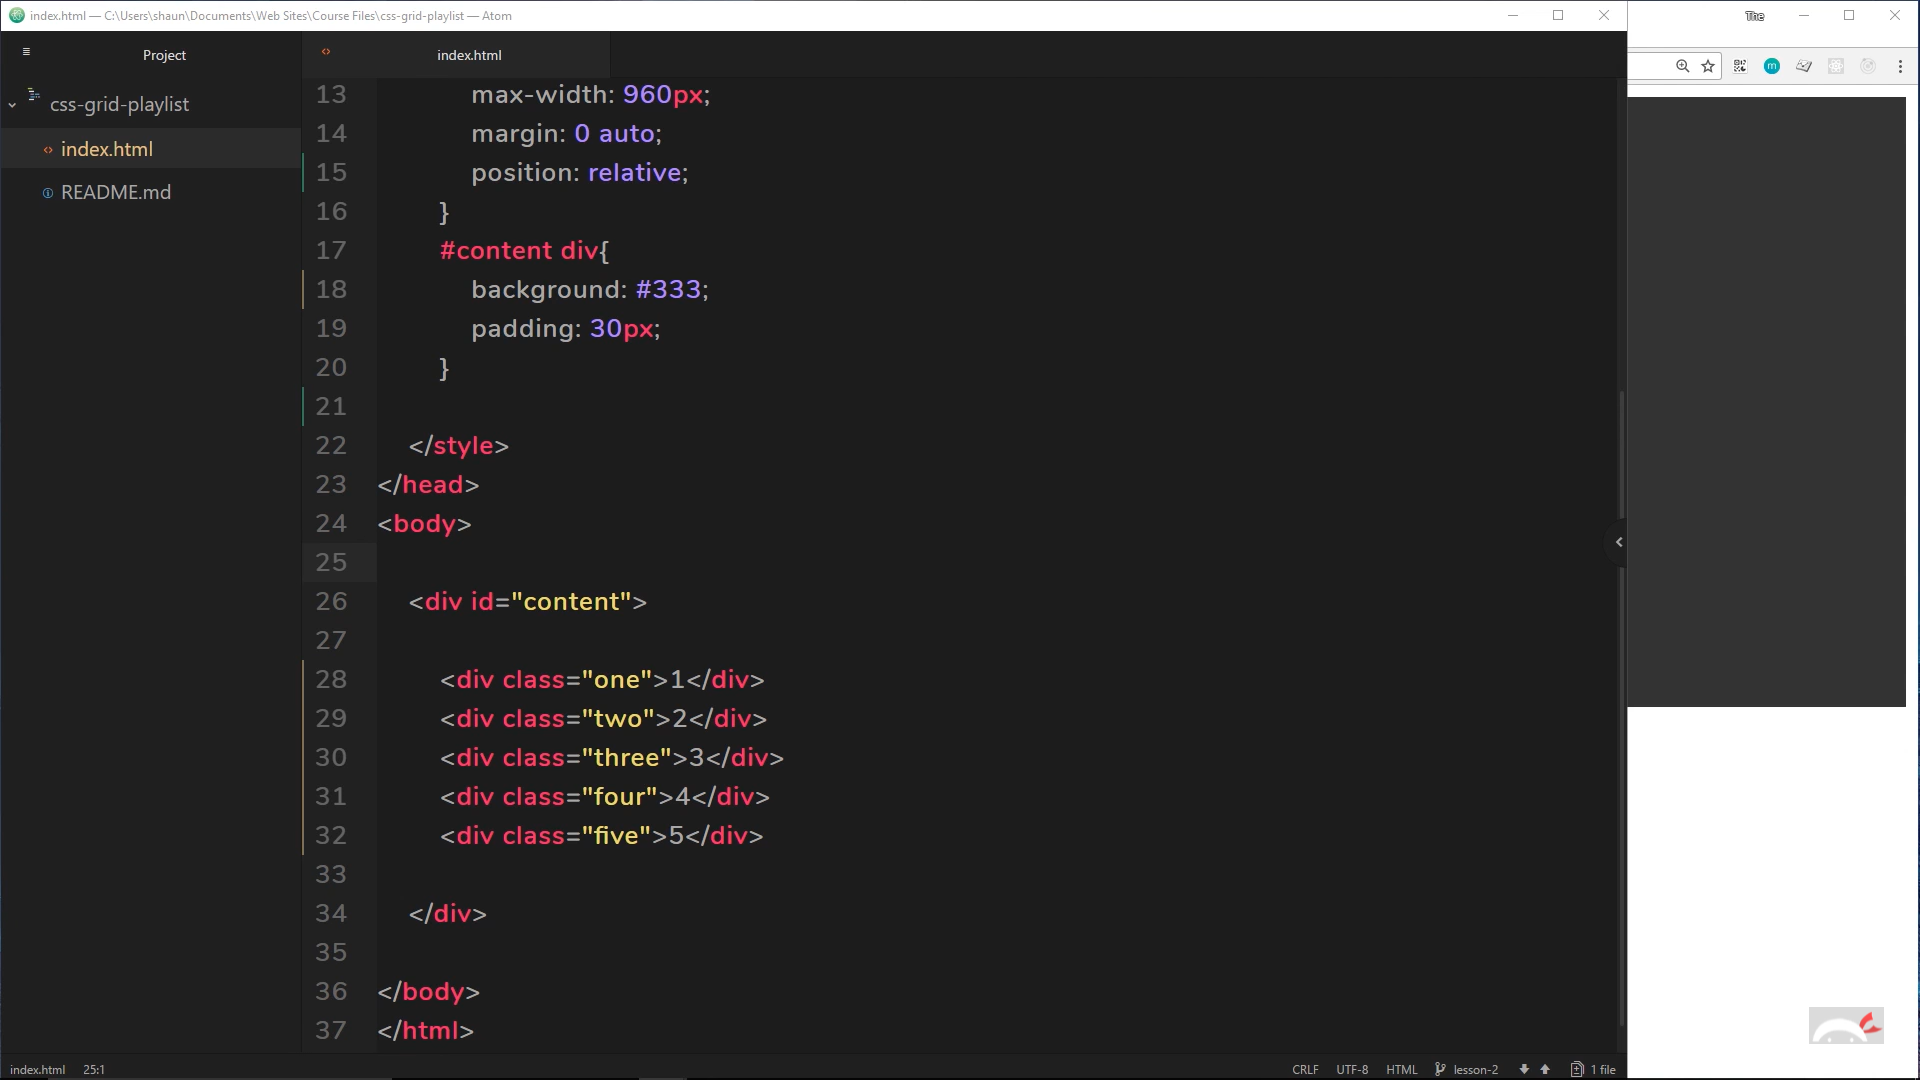 index.html — C:\Users\shaun\Documents\Web Sites\Course Files\css-grid-playlist — Atom
The
Project
index.html
css-grid-playlist
index.html
README.md
13 max-width: 960px;
14 margin: 0 auto;
15 position: relative;
16 }
17 #content div{
18 background: #333;
19 padding: 30px;
20 }
21
22 </style>
23 </head>
24 <body>
25
26 <div id="content">
27
28 <div class="one">1</div>
29 <div class="two">2</div>
30 <div class="three">3</div>
31 <div class="four">4</div>
32 <div class="five">5</div>
33
34 </div>
35
36 </body>
37 </html>
index.html 25:1 CRLF UTF-8 HTML lesson-2 1 file